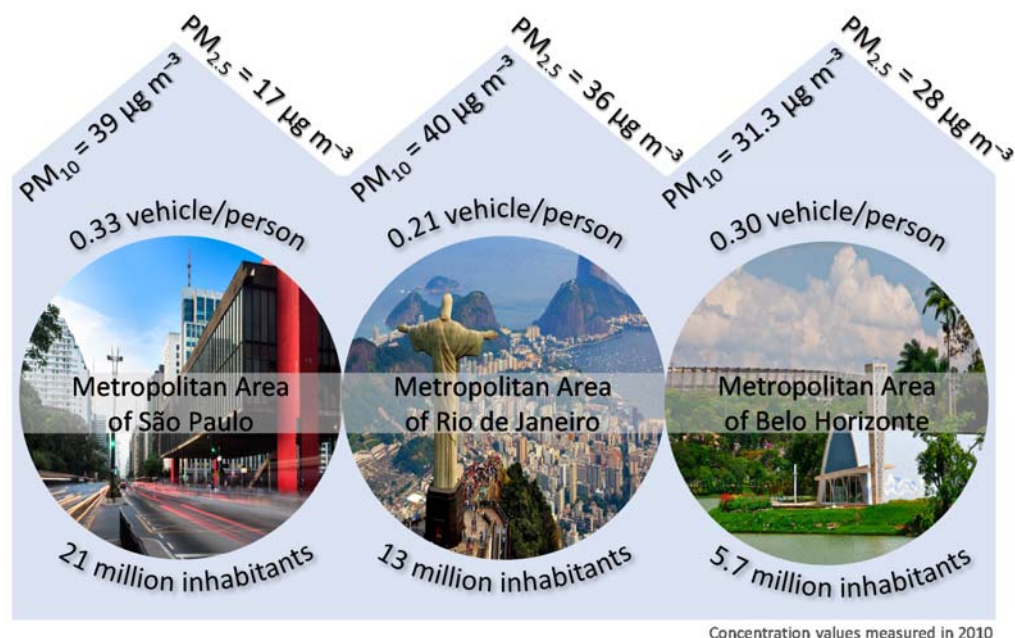 PM₁₀ = 39 µg m⁻³
PM₂.₅ = 17 µg m⁻³
0.33 vehicle/person
Metropolitan Area
of São Paulo
21 million inhabitants
PM₁₀ = 40 µg m⁻³
PM₂.₅ = 36 µg m⁻³
0.21 vehicle/person
Metropolitan Area
of Rio de Janeiro
13 million inhabitants
PM₁₀ = 31.3 µg m⁻³
PM₂.₅ = 28 µg m⁻³
0.30 vehicle/person
Metropolitan Area
of Belo Horizonte
5.7 million inhabitants
Concentration values measured in 2010